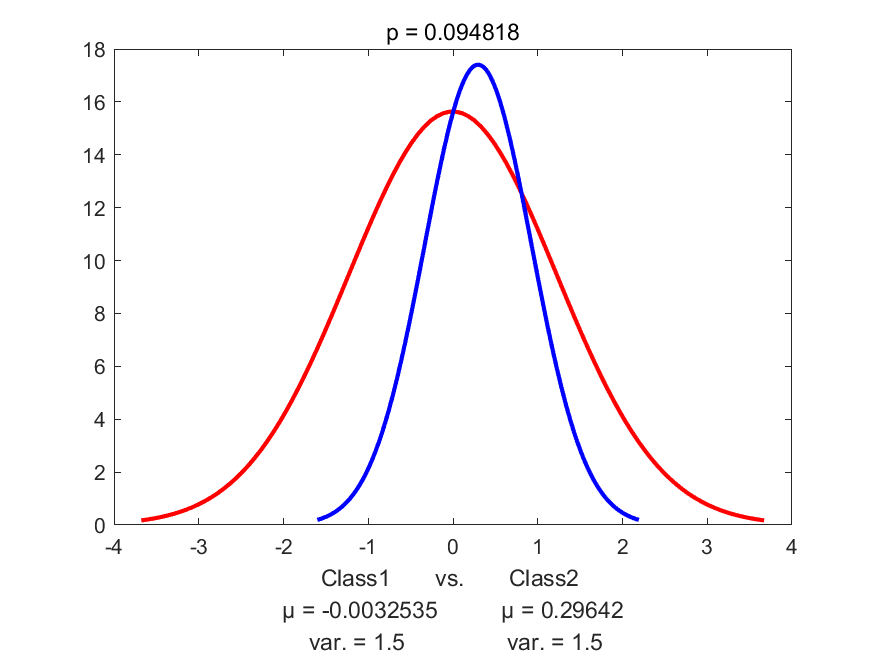 p = 0.094818
18
16
14
12
10
8
6
4
2
0
-4 -3 -2 -1 0 1 2 3 4
Class1 vs. Class2
μ = -0.0032535 μ = 0.29642
var. = 1.5 var. = 1.5